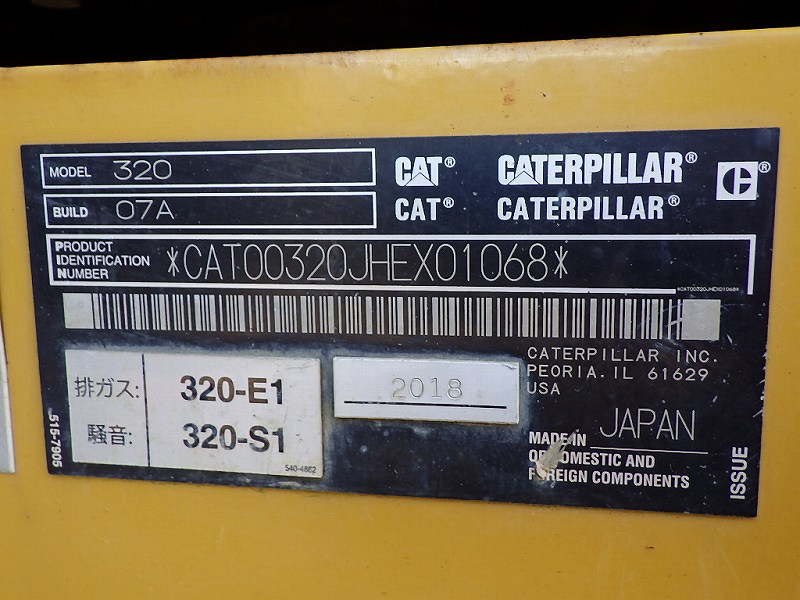 MODEL 320
BUILD 07A
CAT® CATERPILLAR® ®
CAT® CATERPILLAR®
PRODUCT
IDENTIFICATION
NUMBER
*CAT00320JHEX01068*
*CAT00320JHEX01068*
排ガス: 320-E1
騒音: 320-S1
540-4862
2018
CATERPILLAR INC.
PEORIA.IL 61629
USA
MADE IN JAPAN
OF DOMESTIC AND
FOREIGN COMPONENTS
515-7905
ISSUE